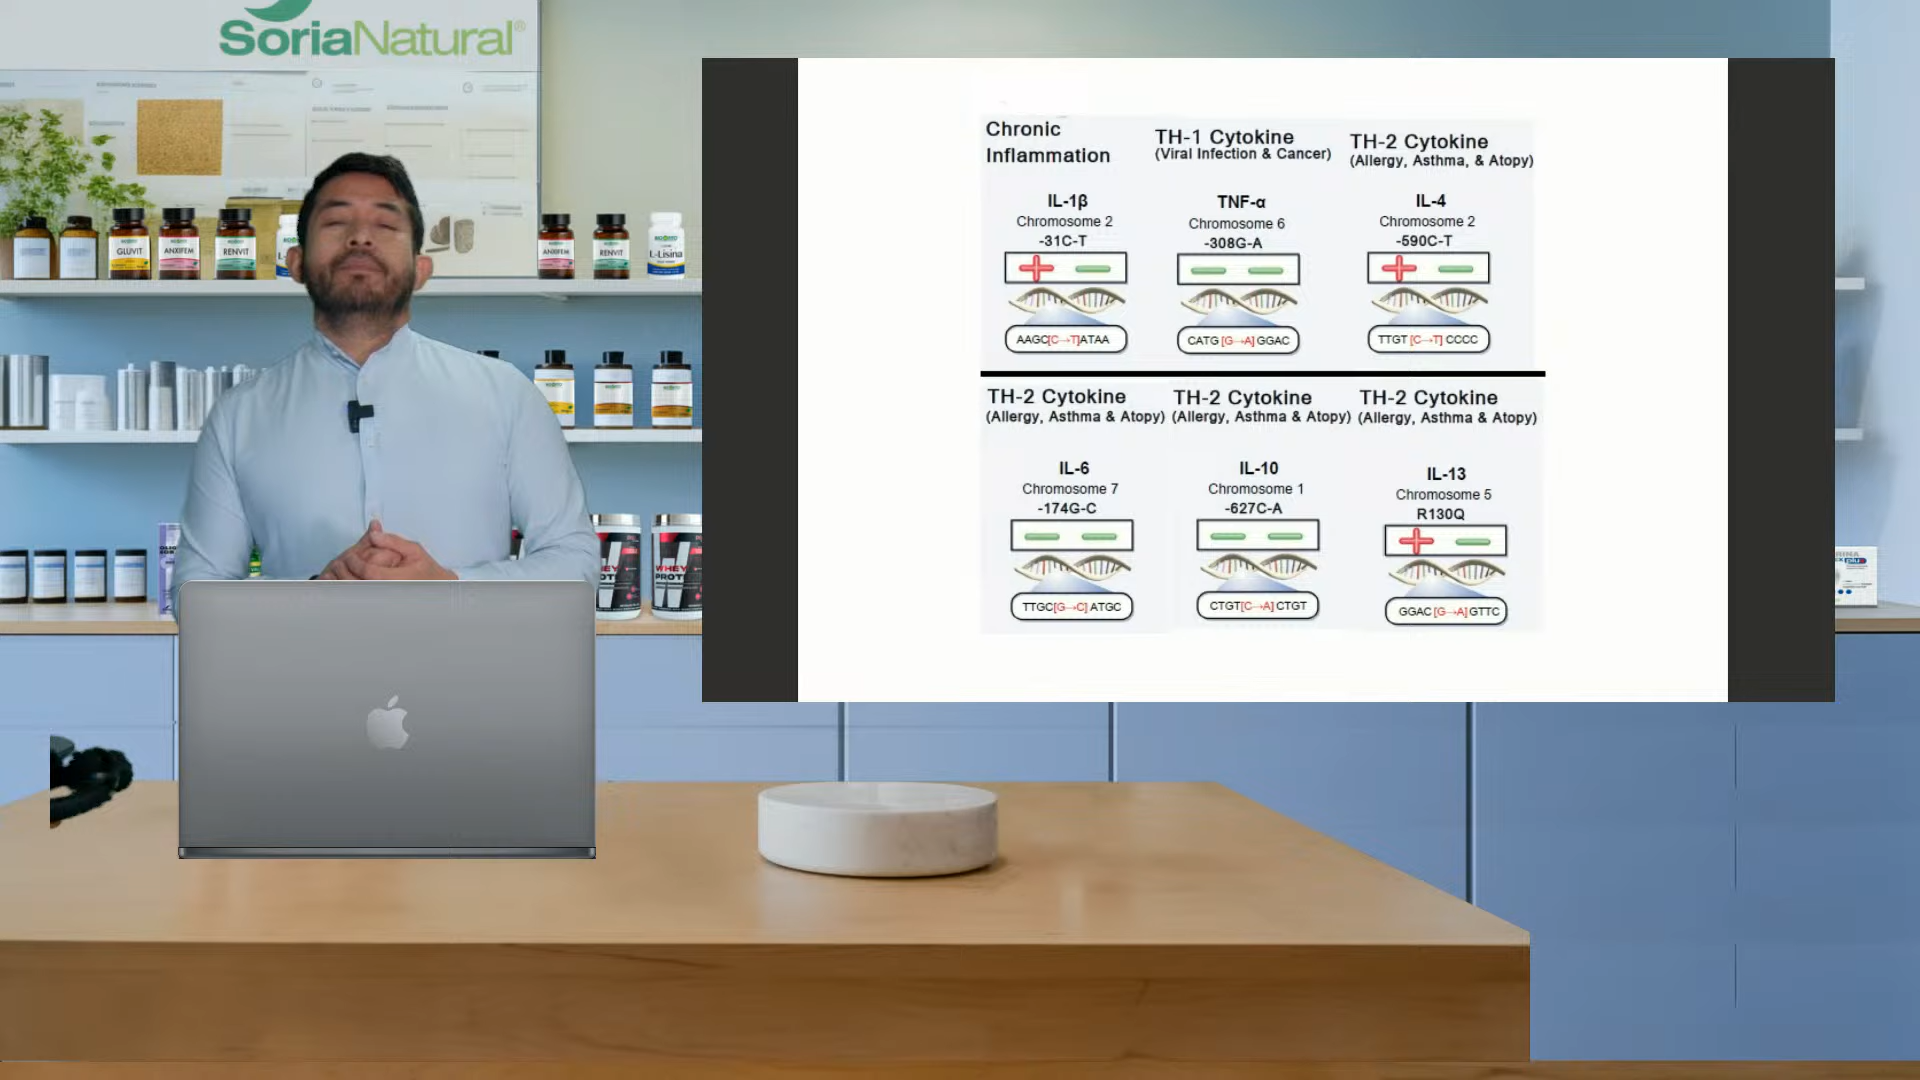 SoriaNatural®
GLUVIT
ANXIFEM
RENVIT
ANXIFEM
RENVIT
L-Lisina
WHEY
PROT
Chronic
Inflammation
IL-1β
Chromosome 2
-31C-T
AAGC[C→T]ATAA
TH-1 Cytokine
(Viral Infection & Cancer)
TNF-α
Chromosome 6
-308G-A
CATG [G→A] GGAC
TH-2 Cytokine
(Allergy, Asthma, & Atopy)
IL-4
Chromosome 2
-590C-T
TTGT [C→T] CCCC
TH-2 Cytokine
(Allergy, Asthma & Atopy)
IL-6
Chromosome 7
-174G-C
TTGC[G→C] ATGC
TH-2 Cytokine
(Allergy, Asthma & Atopy)
IL-10
Chromosome 1
-627C-A
CTGT[C→A] CTGT
TH-2 Cytokine
(Allergy, Asthma & Atopy)
IL-13
Chromosome 5
R130Q
GGAC [G→A] GTTC